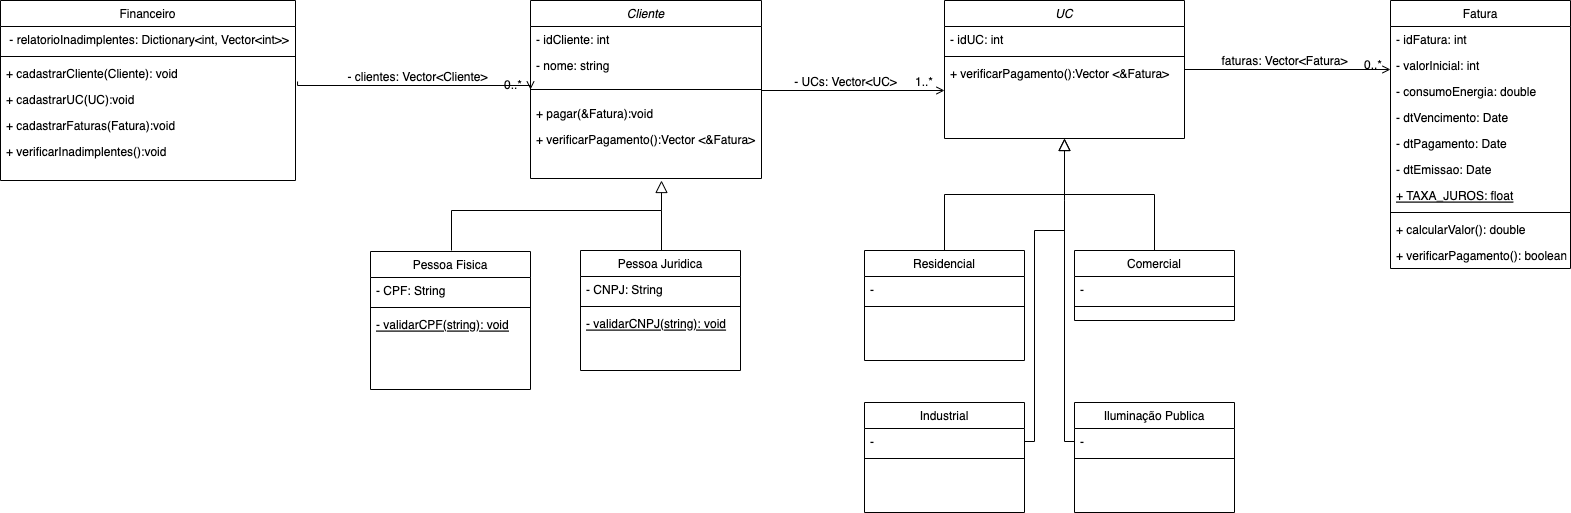 Financeiro
- relatorioInadimplentes: Dictionary<int, Vector<int>>
+ cadastrarCliente(Cliente): void
+ cadastrarUC(UC):void
+ cadastrarFaturas(Fatura):void
+ verificarInadimplentes():void
- clientes: Vector<Cliente>
0..*
Cliente
- idCliente: int
- nome: string
+ pagar(&Fatura):void
+ verificarPagamento():Vector <&Fatura>
- UCs: Vector<UC>
1..*
UC
- idUC: int
+ verificarPagamento():Vector <&Fatura>
faturas: Vector<Fatura>
0..*
Fatura
- idFatura: int
- valorInicial: int
- consumoEnergia: double
- dtVencimento: Date
- dtPagamento: Date
- dtEmissao: Date
+ TAXA_JUROS: float
+ calcularValor(): double
+ verificarPagamento(): boolean
Pessoa Fisica
- CPF: String
- validarCPF(string): void
Pessoa Juridica
- CNPJ: String
- validarCNPJ(string): void
Residencial
-
Comercial
-
Industrial
-
Iluminação Publica
-